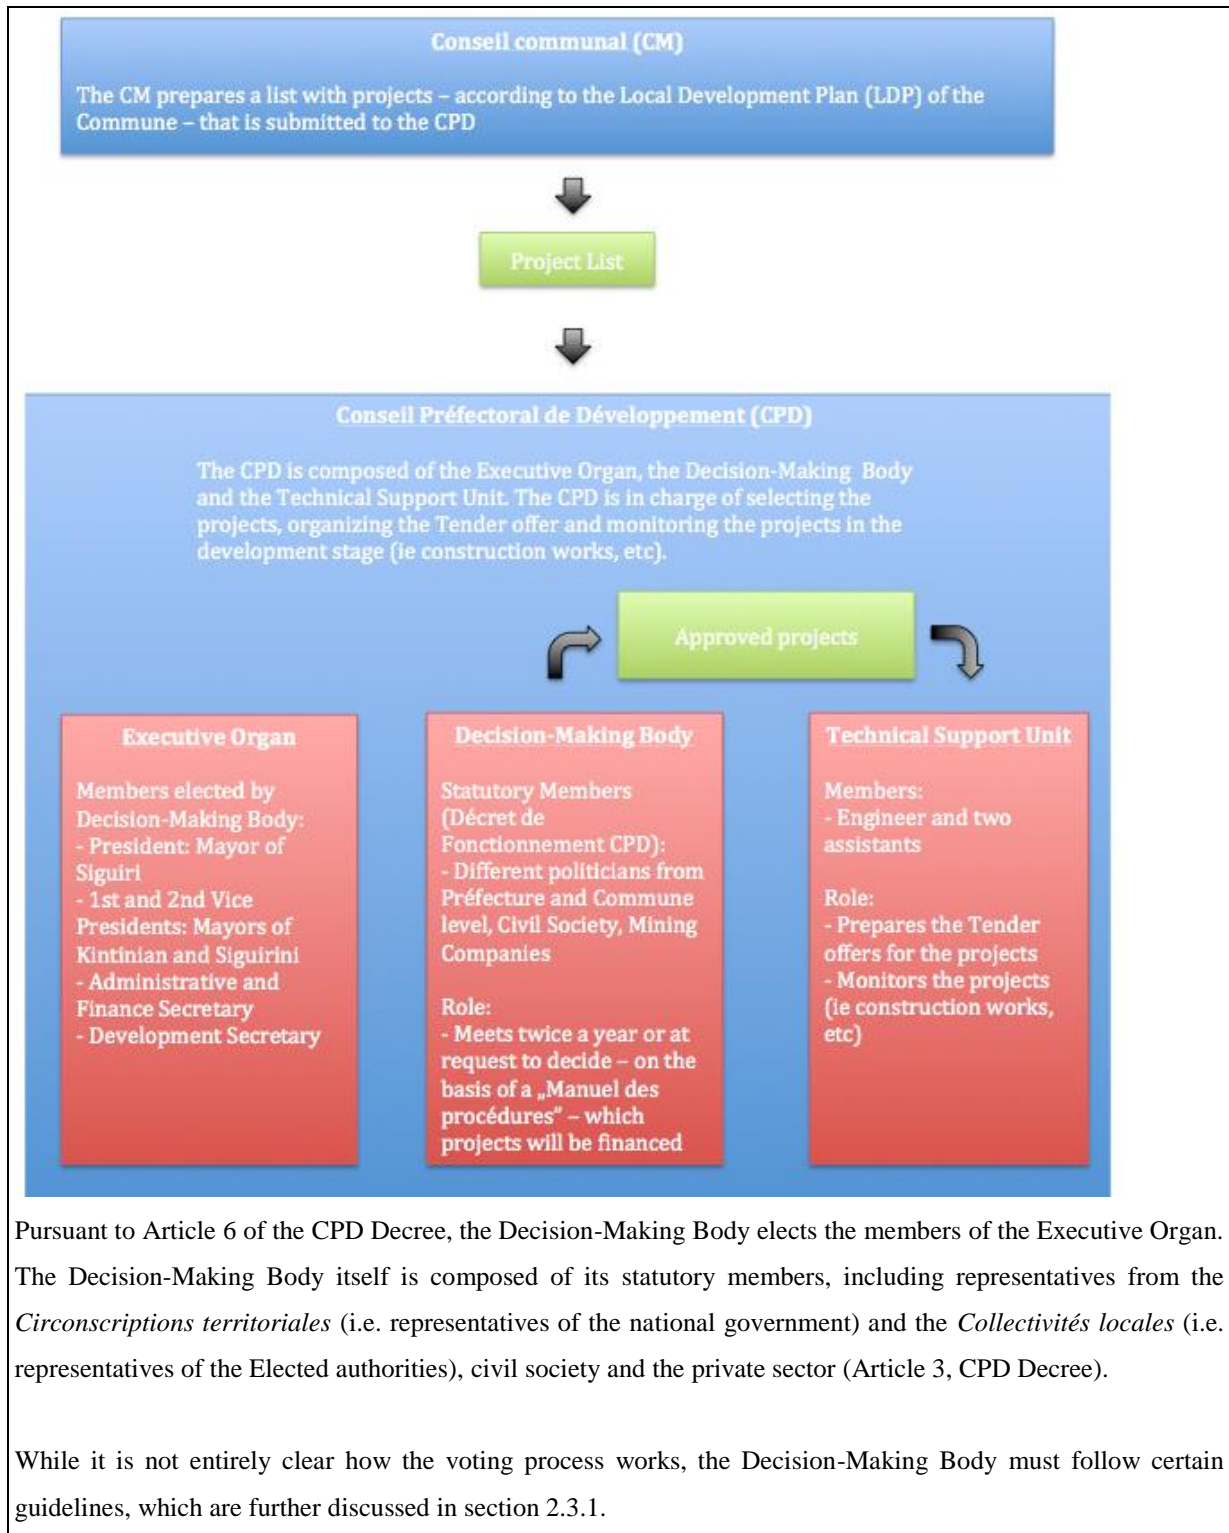 Conseil communal (CM)
The CM prepares a list with projects – according to the Local Development Plan (LDP) of the
Commune – that is submitted to the CPD
Project List
Conseil Préfectoral de Développement (CPD)
The CPD is composed of the Executive Organ, the Decision-Making Body
and the Technical Support Unit. The CPD is in charge of selecting the
projects, organizing the Tender offer and monitoring the projects in the
development stage (ie construction works, etc).
Approved projects
Executive Organ
Members elected by
Decision-Making Body:
- President: Mayor of
Siguiri
- 1st and 2nd Vice
Presidents: Mayors of
Kintinian and Siguirini
- Administrative and
Finance Secretary
- Development Secretary
Decision-Making Body
Statutory Members
(Décret de
Fonctionnement CPD):
- Different politicians from
Préfecture and Commune
level, Civil Society, Mining
Companies
Role:
- Meets twice a year or at
request to decide – on the
basis of a „Manuel des
procédures" – which
projects will be financed
Technical Support Unit
Members:
- Engineer and two
assistants
Role:
- Prepares the Tender
offers for the projects
- Monitors the projects
(ie construction works,
etc)
Pursuant to Article 6 of the CPD Decree, the Decision-Making Body elects the members of the Executive Organ.
The Decision-Making Body itself is composed of its statutory members, including representatives from the
Circonscriptions territoriales (i.e. representatives of the national government) and the Collectivités locales (i.e.
representatives of the Elected authorities), civil society and the private sector (Article 3, CPD Decree).
While it is not entirely clear how the voting process works, the Decision-Making Body must follow certain
guidelines, which are further discussed in section 2.3.1.